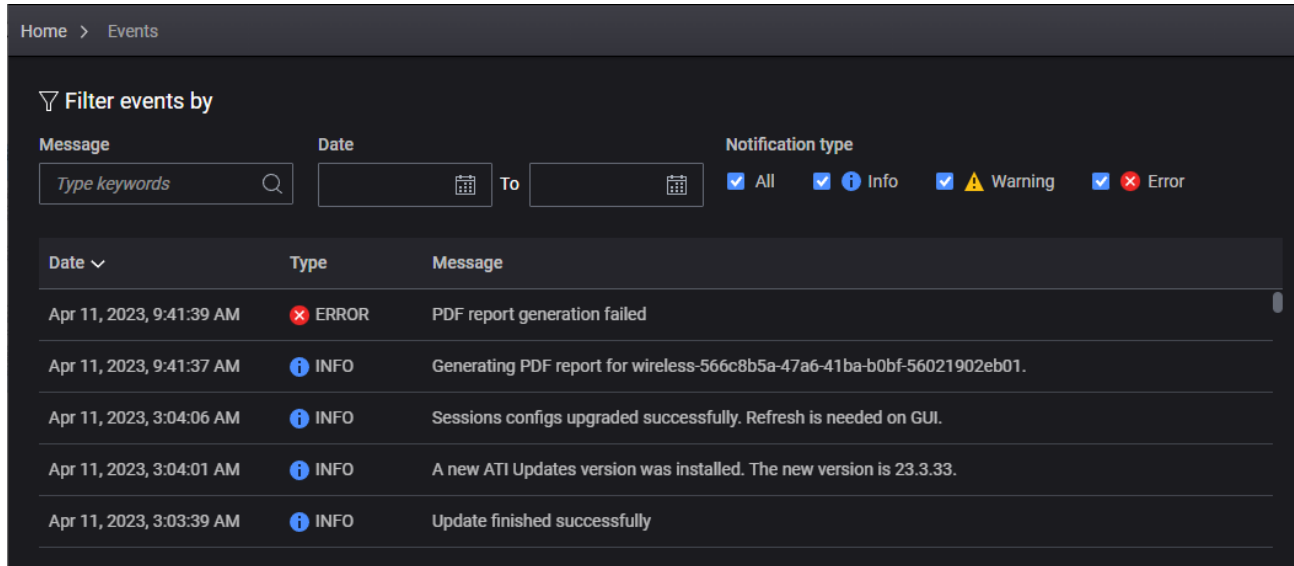 Home > Events
Filter events by
Message Date Notification type
Type keywords To All Info Warning Error
Date Type Message
Apr 11, 2023, 9:41:39 AM ERROR PDF report generation failed
Apr 11, 2023, 9:41:37 AM INFO Generating PDF report for wireless-566c8b5a-47a6-41ba-b0bf-56021902eb01.
Apr 11, 2023, 3:04:06 AM INFO Sessions configs upgraded successfully. Refresh is needed on GUI.
Apr 11, 2023, 3:04:01 AM INFO A new ATI Updates version was installed. The new version is 23.3.33.
Apr 11, 2023, 3:03:39 AM INFO Update finished successfully